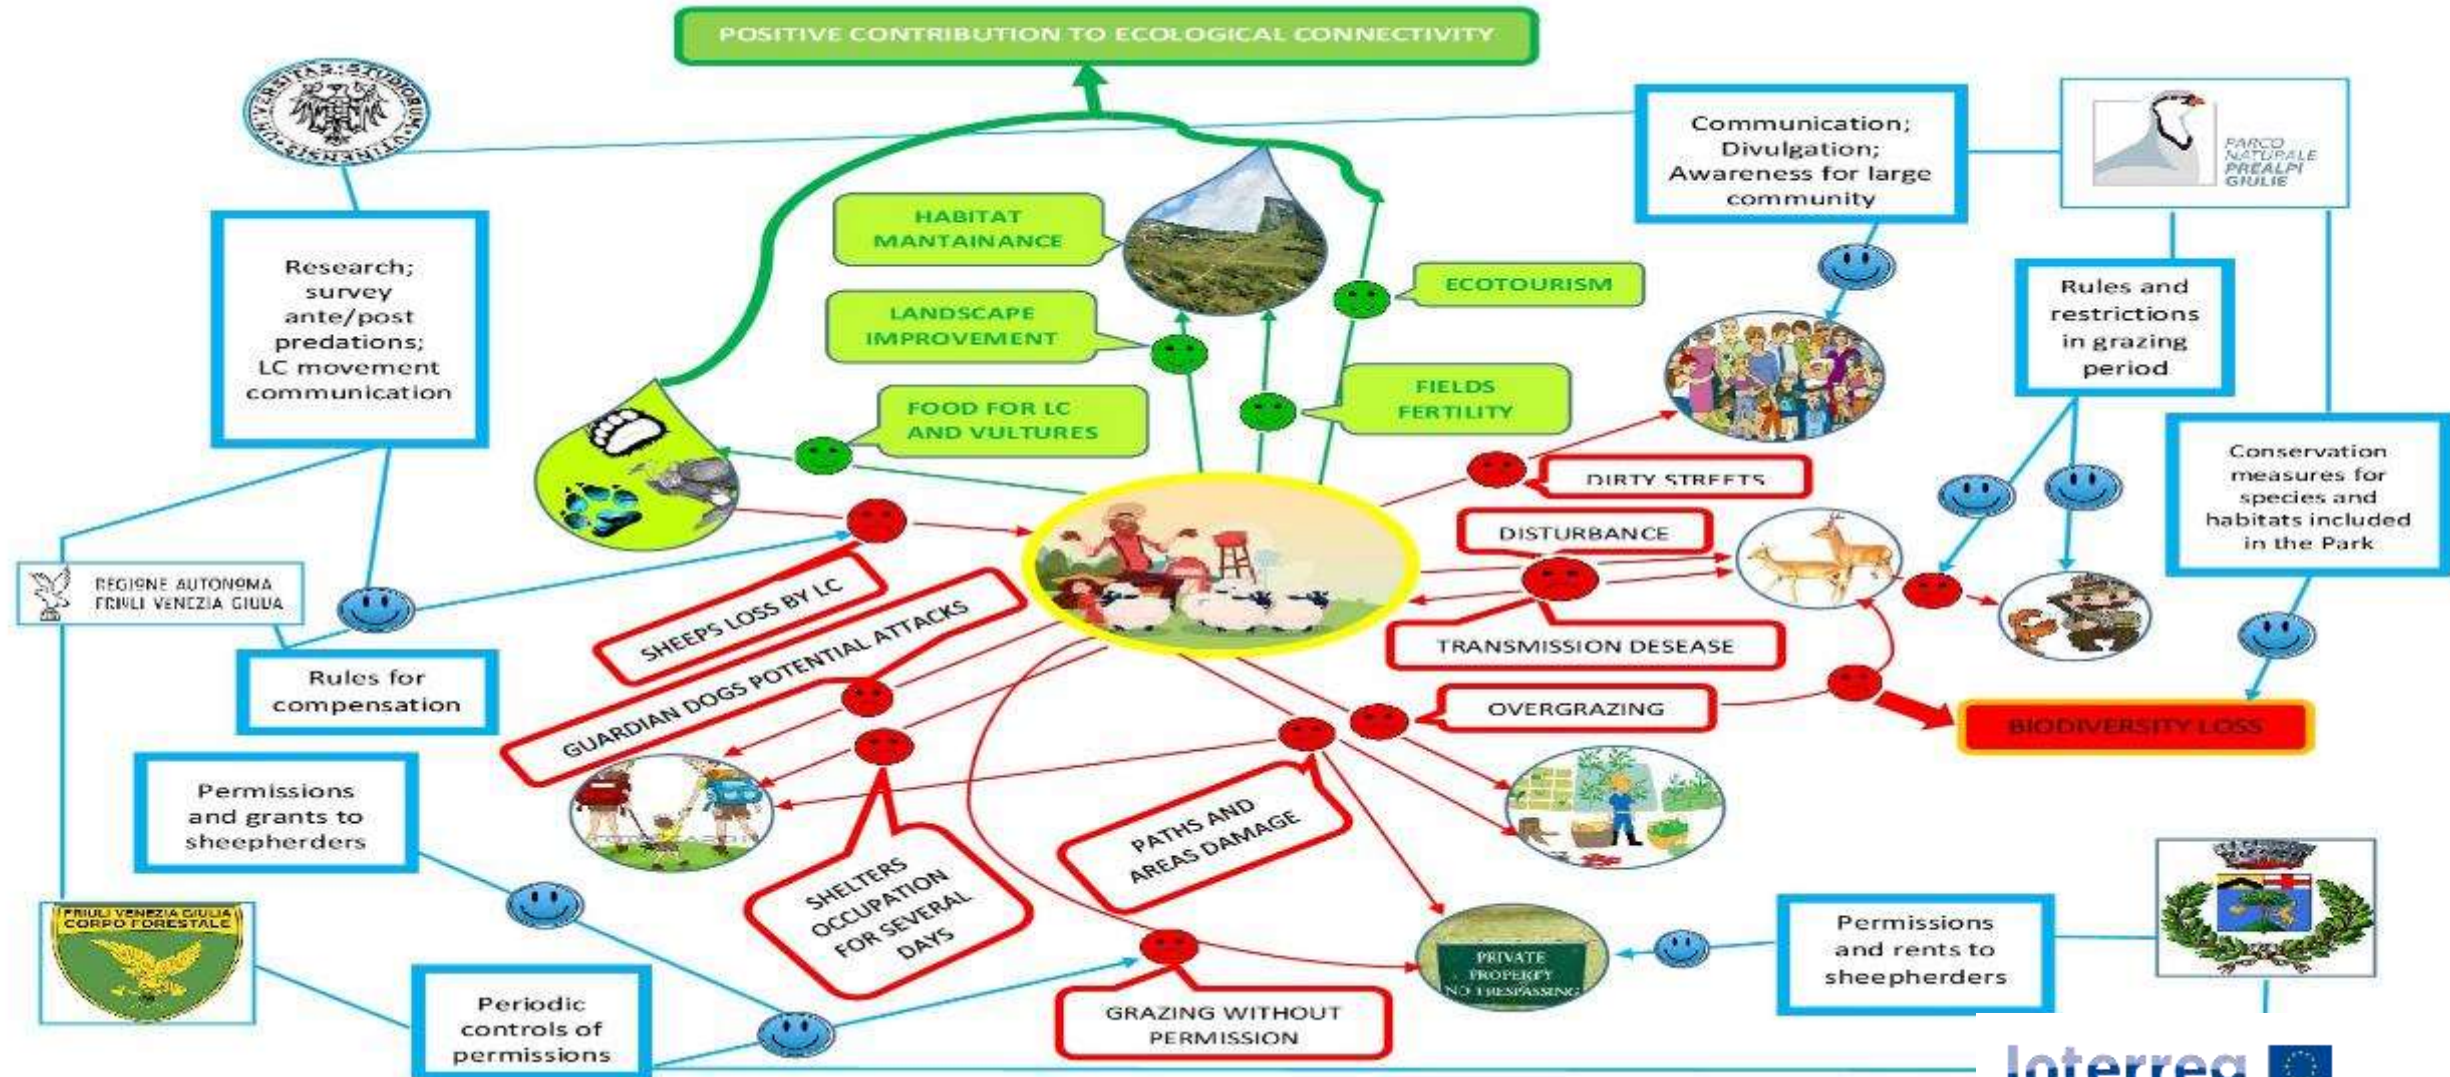 POSITIVE CONTRIBUTION TO ECOLOGICAL CONNECTIVITY
Communication;
Divulgation;
Awareness for large
community
PARCO
NATURALE
PREALPI
GIULIE
HABITAT
MANTAINANCE
Research;
survey
ante/post
predations;
LC movement
communication
ECOTOURISM
Rules and
restrictions
in grazing
period
LANDSCAPE
IMPROVEMENT
FIELDS
FERTILITY
FOOD FOR LC
AND VULTURES
Conservation
measures for
species and
habitats included
in the Park
DIRTY STREETS
DISTURBANCE
REGIONE AUTONOMA
FRIULI VENEZIA GIULIA
SHEEPS LOSS BY LC
GUARDIAN DOGS POTENTIAL ATTACKS
TRANSMISSION DESEASE
Rules for
compensation
OVERGRAZING
BIODIVERSITY LOSS
Permissions
and grants to
sheepherders
PATHS AND
AREAS DAMAGE
SHELTERS
OCCUPATION
FOR SEVERAL
DAYS
FRIULI VENEZIA GIULIA
CORPO FORESTALE
PRIVATE
PROPERTY
NO TRESPASSING
Permissions
and rents to
sheepherders
Periodic
controls of
permissions
GRAZING WITHOUT
PERMISSION
Interreg